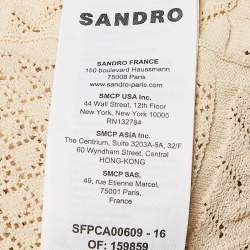 SANDRO
SANDRO FRANCE
150 boulevard Haussmann
75008 Paris
www.sandro-paris.com
SMCP USA Inc.
44 Wall Street, 12th Floor
New York, New York 10005
RN132784
SMCP ASIA Inc.
The Centrium, Suite 3203A-5A, 32/F
60 Wyndham Street, Central
HONG-KONG
SMCP SAS,
49, rue Etienne Marcel,
75001-Paris
SFPCA00609 - 16
OF: 159859